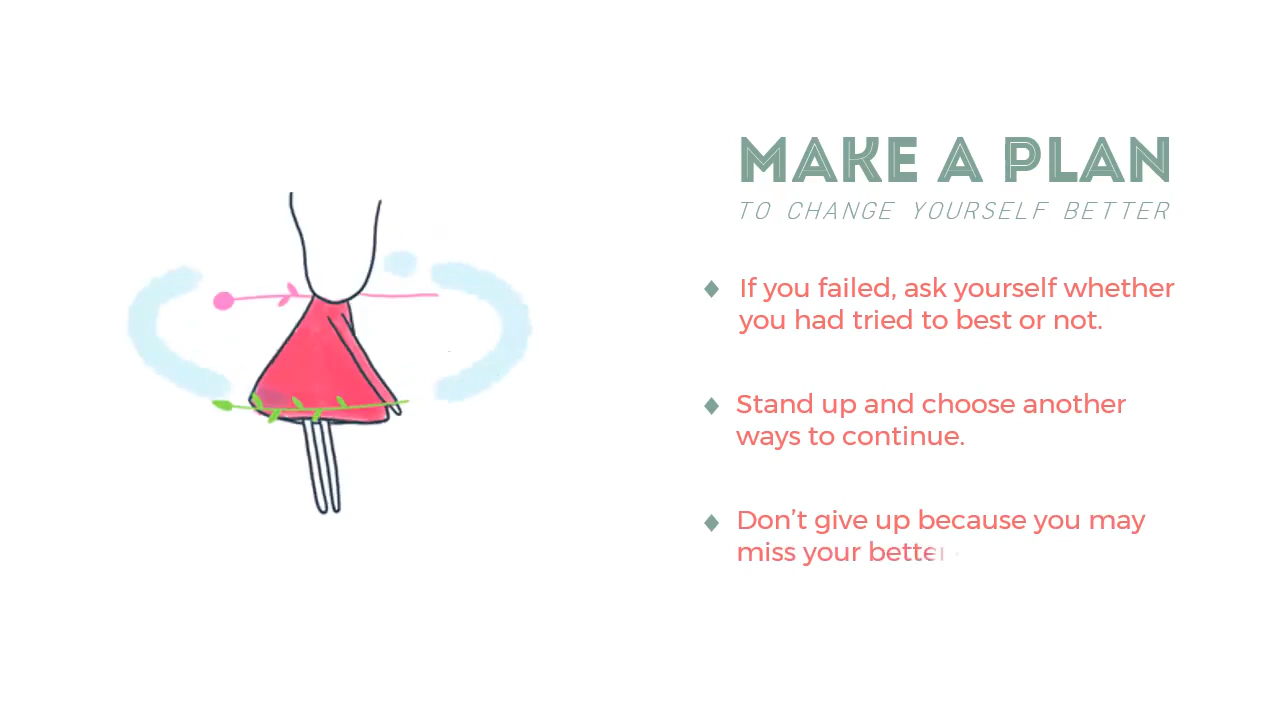 MAKE A PLAN
TO CHANGE YOURSELF BETTER
If you failed, ask yourself whether
you had tried to best or not.
Stand up and choose another
ways to continue.
Don't give up because you may
miss your better